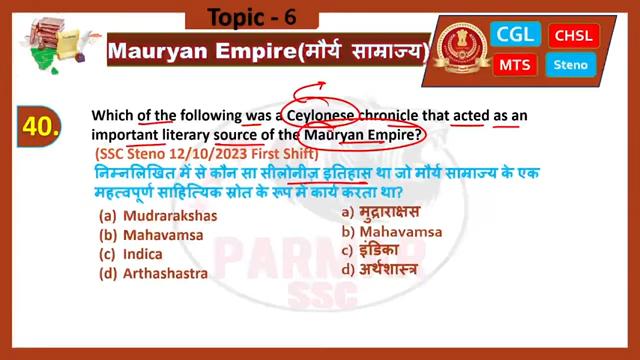 Topic - 6
Mauryan Empire(मौर्य साम्राज्य)
CGL
CHSL
MTS
Steno
40.
Which of the following was a Ceylonese chronicle that acted as an
important literary source of the Mauryan Empire?
(SSC Steno 12/10/2023 First Shift)
निम्नलिखित में से कौन सा सीलोनीज़ इतिहास था जो मौर्य साम्राज्य के एक
महत्वपूर्ण साहित्यिक स्रोत के रूप में कार्य करता था?
(a) Mudrarakshas
(b) Mahavamsa
(c) Indica
(d) Arthashastra
a) मुद्राराक्षस
b) Mahavamsa
c) इंडिका
d) अर्थशास्त्र
PARMAR
SSC